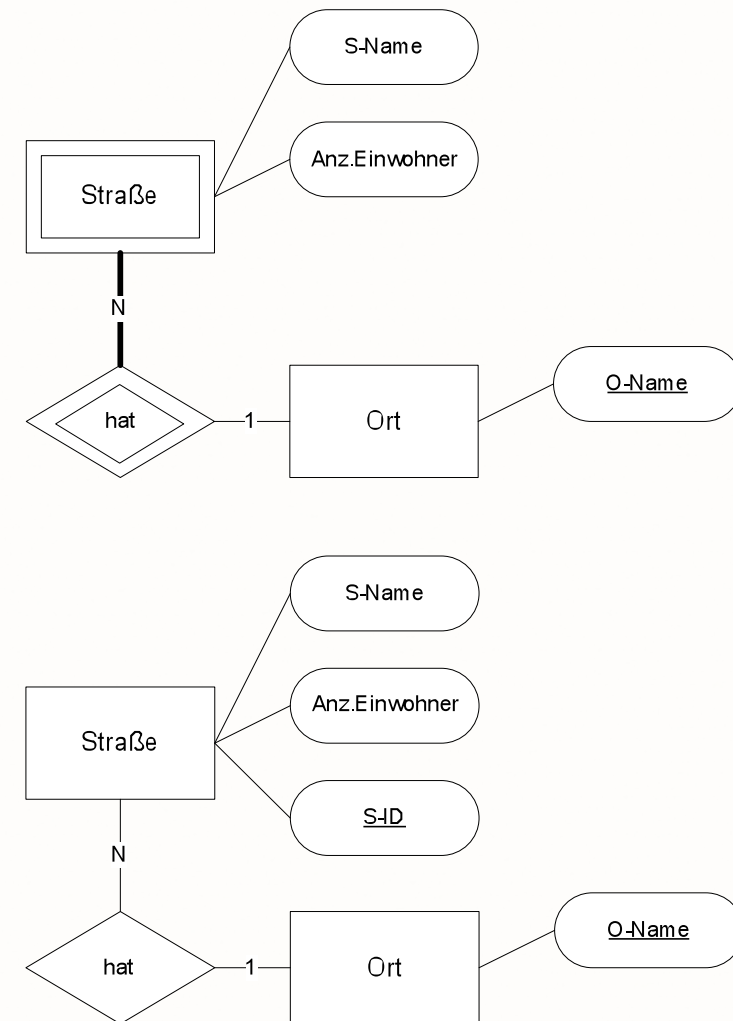 S-Name
Anz.Einwohner
Straße
N
hat
1
Ort
O-Name
S-Name
Anz.Einwohner
Straße
S-ID
N
hat
1
Ort
O-Name